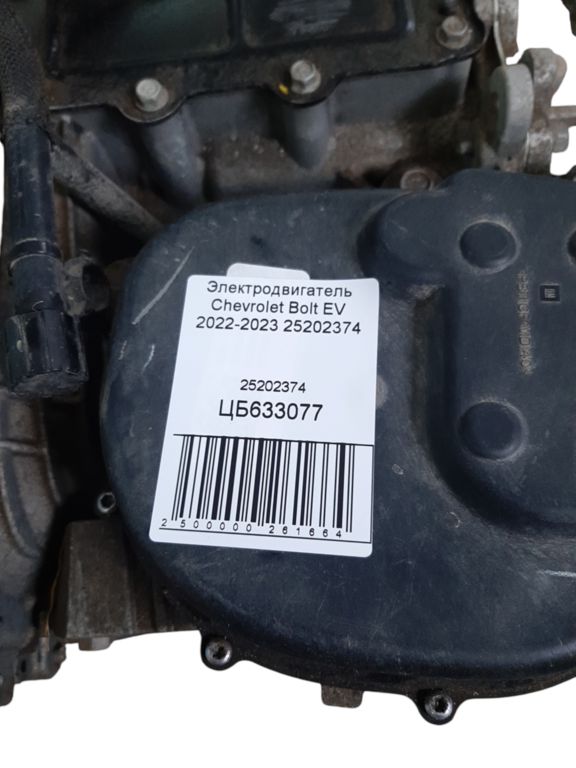 Электродвигатель
Chevrolet Bolt EV
2022-2023 25202374
25202374
ЦБ633077
2500000261664